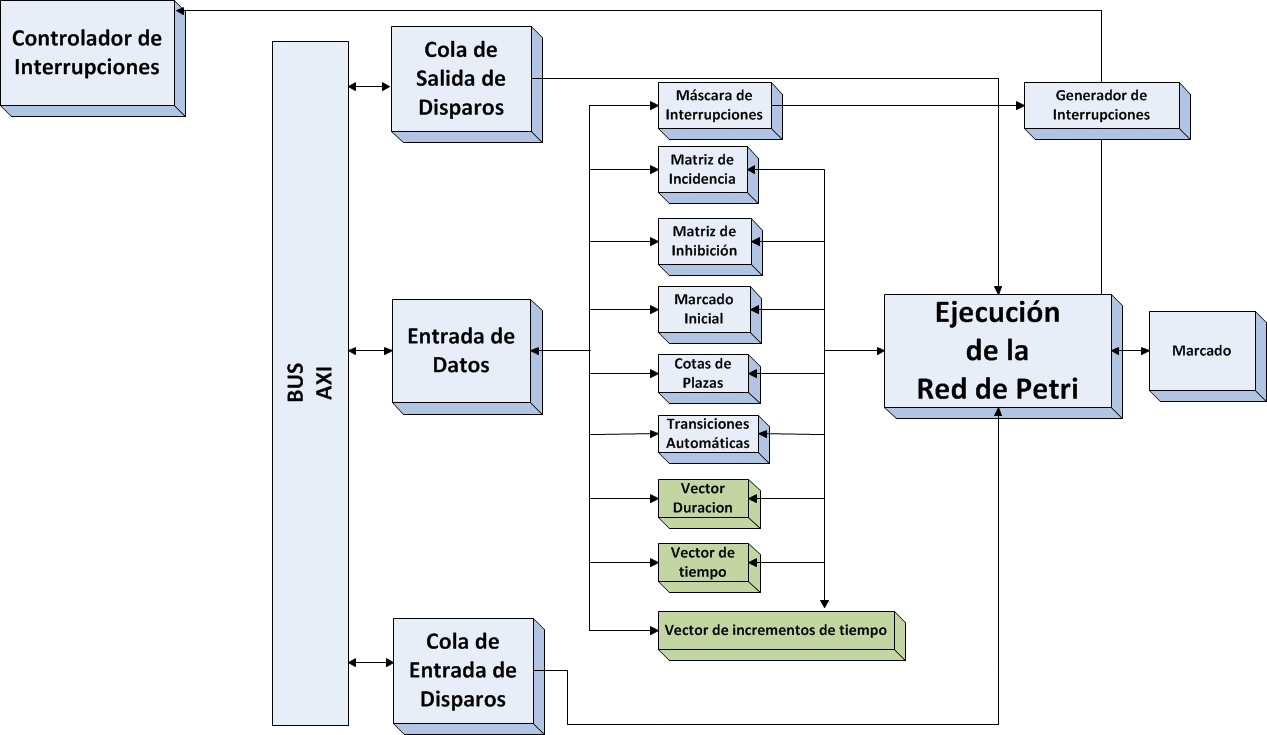 Controlador de
Interrupciones
BUS
AXI
Cola de
Salida de
Disparos
Entrada de
Datos
Cola de
Entrada de
Disparos
Máscara de
Interrupciones
Matriz de
Incidencia
Matriz de
Inhibición
Marcado
Inicial
Cotas de
Plazas
Transiciones
Automáticas
Vector
Duracion
Vector de
tiempo
Vector de incrementos de tiempo
Generador de
Interrupciones
Ejecución
de la
Red de Petri
Marcado